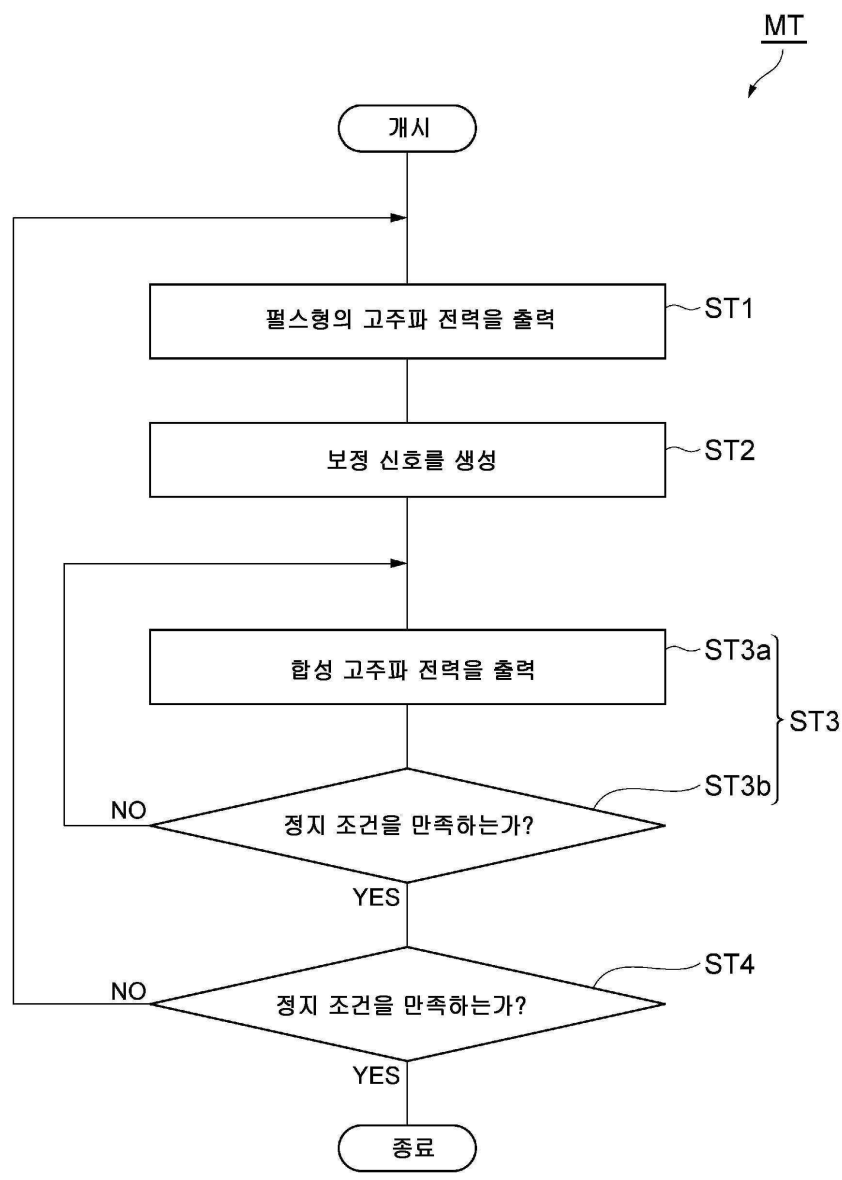 MT
개시
펄스형의 고주파 전력을 출력
ST1
보정 신호를 생성
ST2
합성 고주파 전력을 출력
ST3a
ST3
정지 조건을 만족하는가?
ST3b
NO
YES
정지 조건을 만족하는가?
ST4
NO
YES
종료